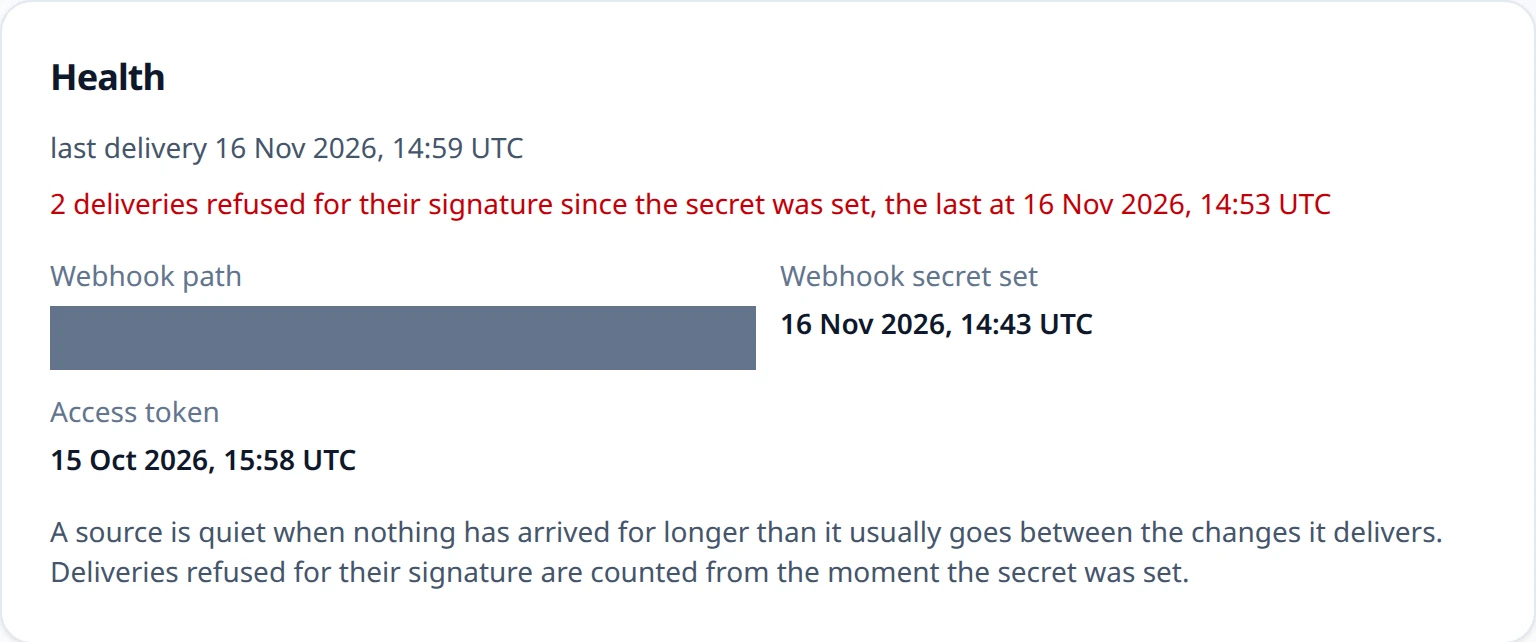 Health
last delivery 16 Nov 2026, 14:59 UTC
2 deliveries refused for their signature since the secret was set, the last at 16 Nov 2026, 14:53 UTC
Webhook path
Webhook secret set
16 Nov 2026, 14:43 UTC
Access token
15 Oct 2026, 15:58 UTC
A source is quiet when nothing has arrived for longer than it usually goes between the changes it delivers.
Deliveries refused for their signature are counted from the moment the secret was set.